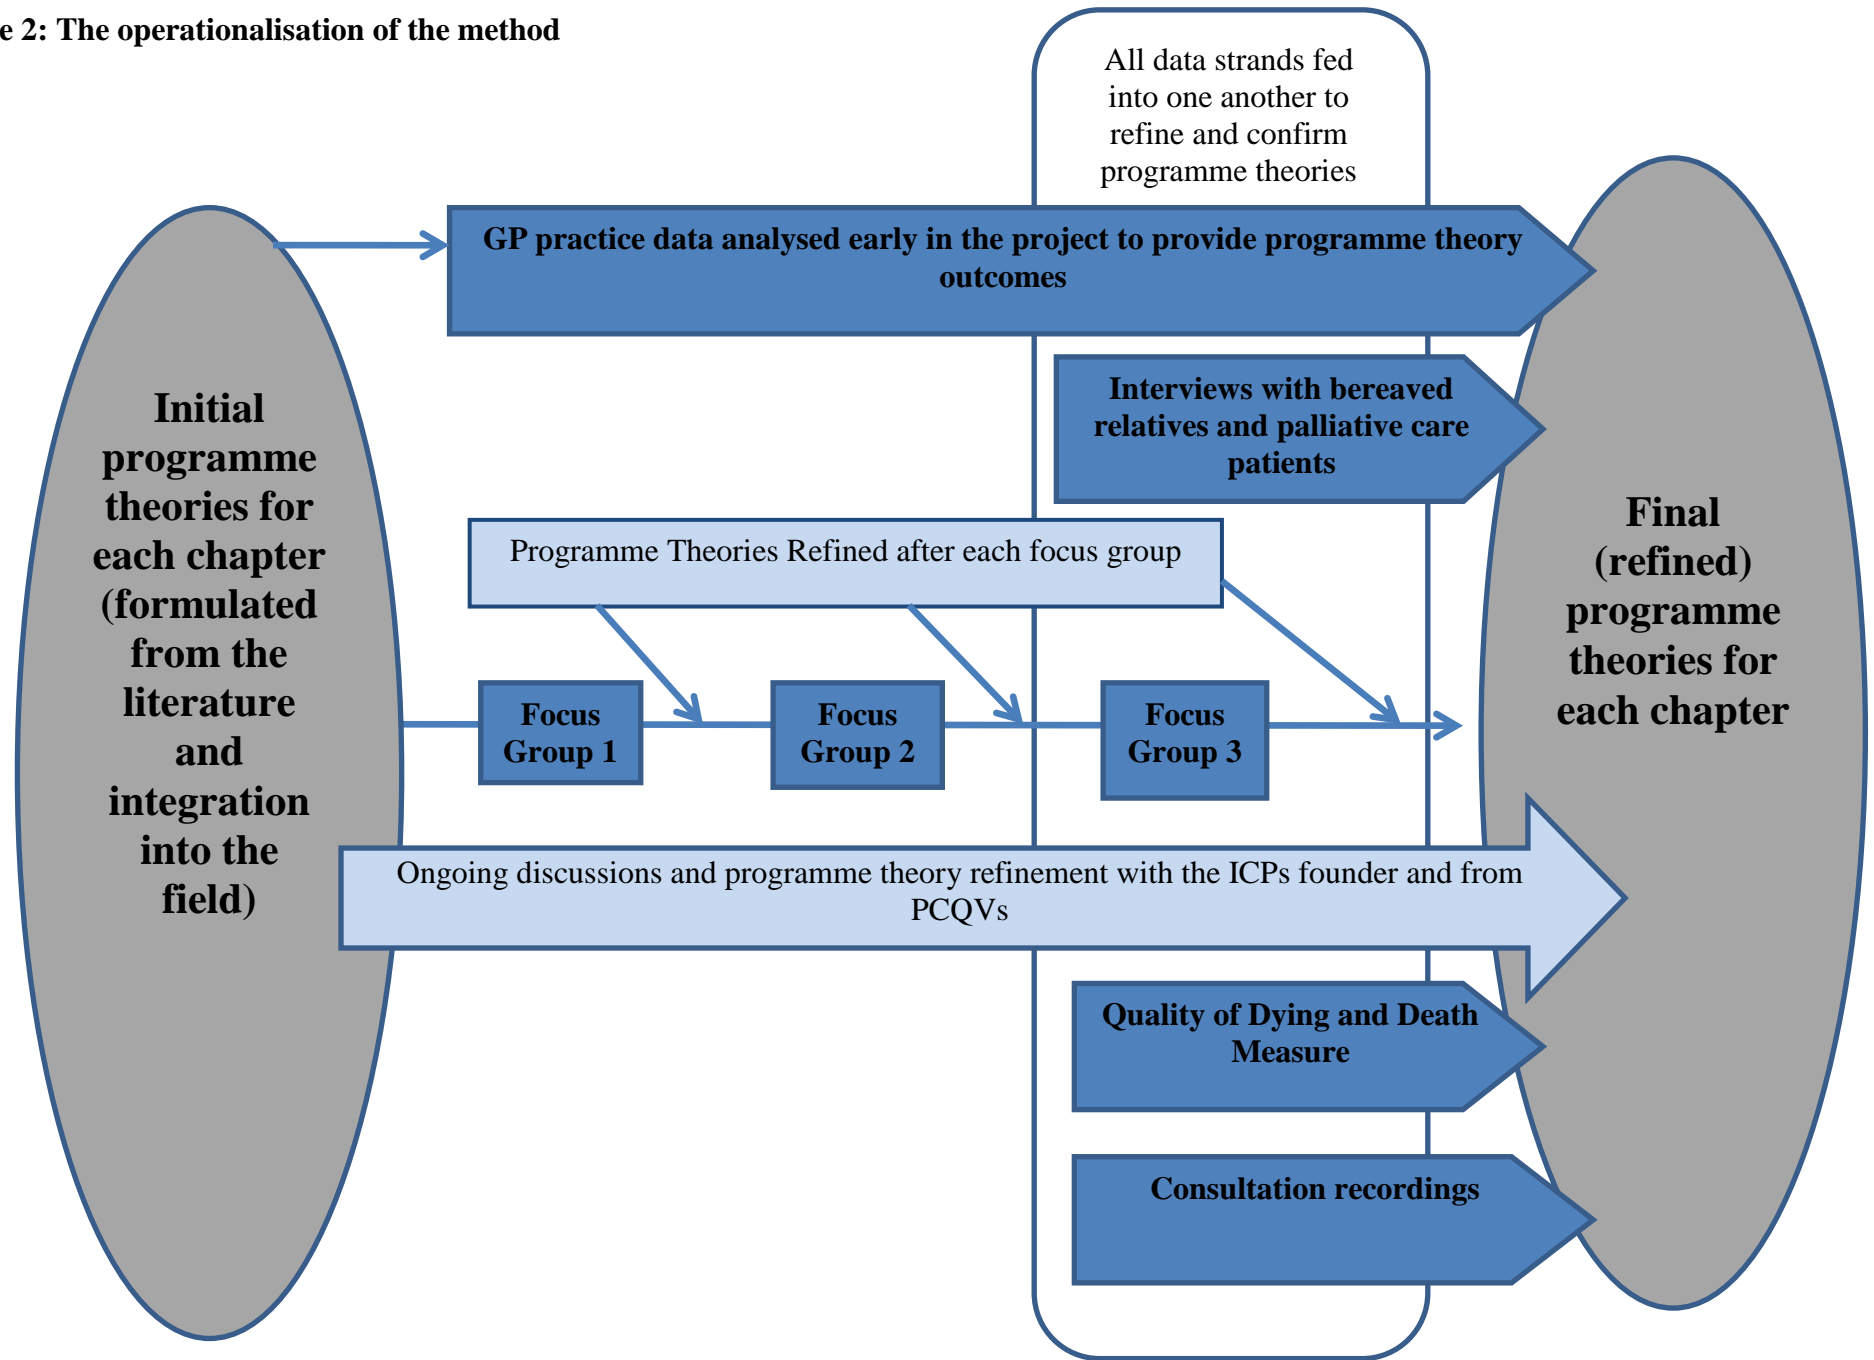 e 2: The operationalisation of the method
All data strands fed
into one another to
refine and confirm
programme theories
GP practice data analysed early in the project to provide programme theory
outcomes
Interviews with bereaved
relatives and palliative care
patients
Initial
programme
theories for
each chapter
(formulated
from the
literature
and
integration
into the
field)
Programme Theories Refined after each focus group
Focus
Group 1
Focus
Group 2
Focus
Group 3
Final
(refined)
programme
theories for
each chapter
Ongoing discussions and programme theory refinement with the ICPs founder and from
PCQVs
Quality of Dying and Death
Measure
Consultation recordings